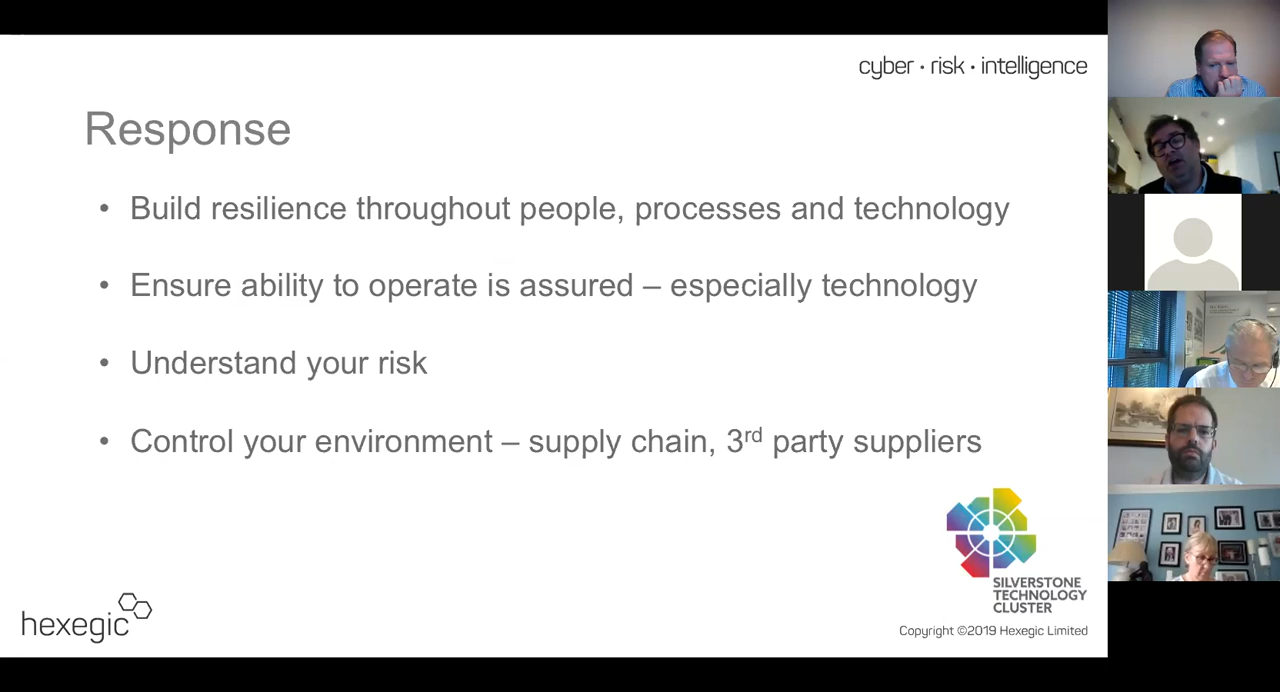 cyber · risk · intelligence
Response
• Build resilience throughout people, processes and technology
• Ensure ability to operate is assured – especially technology
• Understand your risk
• Control your environment – supply chain, 3rd party suppliers
SILVERSTONE
TECHNOLOGY
CLUSTER
hexegic
Copyright ©2019 Hexegic Limited